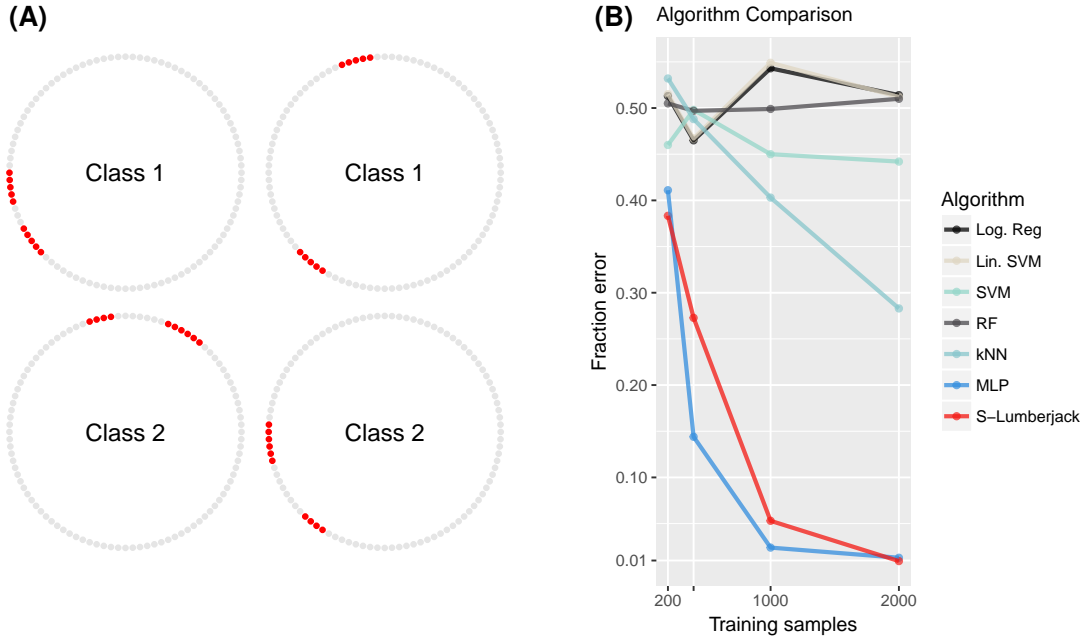 (A)
Class 1
Class 1
Class 2
Class 2
(B)
Algorithm Comparison
Fraction error
0.50
0.40
0.30
0.20
0.10
0.01
200
1000
2000
Training samples
Algorithm
Log. Reg
Lin. SVM
SVM
RF
kNN
MLP
S−Lumberjack